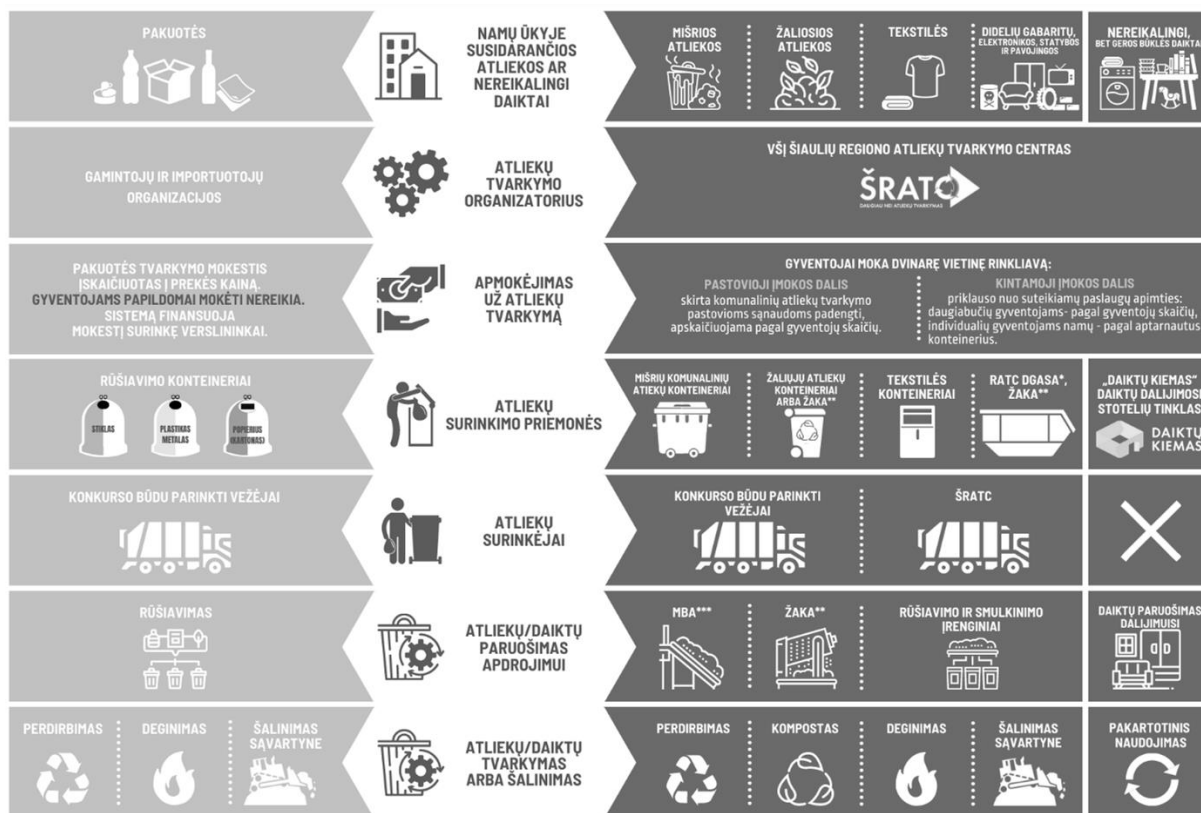 PAKUOTĖS
NAMŲ ŪKYJE
SUSIDARANČIOS
ATLIEKOS AR
NEREIKALINGI
DAIKTAI
MIŠRIOS
ATLIEKOS
ŽALIOSIOS
ATLIEKOS
TEKSTILĖS
DIDELIŲ GABARITŲ,
ELEKTRONIKOS, STATYBOS
IR PAVOJINGOS
NEREIKALINGI,
BET GEROS BŪKLĖS DAIKTAI
GAMINTOJŲ IR IMPORTUOTOJŲ
ORGANIZACIJOS
ATLIEKŲ
TVARKYMO
ORGANIZATORIUS
VŠĮ ŠIAULIŲ REGIONO ATLIEKŲ TVARKYMO CENTRAS
ŠRATC
DAUGIAU NEI ATLIEKŲ TVARKYMAS
PAKUOTĖS TVARKYMO MOKESTIS
ĮSKAIČIUOTAS Į PREKĖS KAINĄ.
GYVENTOJAMS PAPILDOMAI MOKĖTI NEREIKIA.
SISTEMĄ FINANSUOJA
MOKESTĮ SURINKĘ VERSLININKAI.
APMOKĖJIMAS
UŽ ATLIEKŲ
TVARKYMĄ
GYVENTOJAI MOKA DVINARĘ VIETINĘ RINKLIAVĄ:
PASTOVIOJI ĮMOKOS DALIS
skirta komunalinių atliekų tvarkymo
pastovioms sąnaudoms padengti,
apskaičiuojama pagal gyventojų skaičių.
KINTAMOJI ĮMOKOS DALIS
priklauso nuo suteikiamų paslaugų apimties:
daugiabučių gyventojams- pagal gyventojų skaičių,
individualių gyventojams namų - pagal aptarnautus
konteinerius.
RŪŠIAVIMO KONTEINERIAI
STIKLAS
PLASTIKAS
METALAS
POPIERIUS
(KARTONAS)
ATLIEKŲ
SURINKIMO PRIEMONĖS
MIŠRIŲ KOMUNALINIŲ
ATIEKŲ KONTEINERIAI
ŽALIŲJŲ ATLIEKŲ
KONTEINERIAI
ARBA ŽAKA**
TEKSTILĖS
KONTEINERIAI
RATC DGASA*,
ŽAKA**
„DAIKTŲ KIEMAS“
DAIKTŲ DALIJIMOSI
STOTELIŲ TINKLAS
DAIKTŲ
KIEMAS
KONKURSO BŪDU PARINKTI VEŽĖJAI
ATLIEKŲ
SURINKĖJAI
KONKURSO BŪDU PARINKTI
VEŽĖJAI
ŠRATC
RŪŠIAVIMAS
ATLIEKŲ/DAIKTŲ
PARUOŠIMAS
APDROJIMUI
MBA***
ŽAKA**
RŪŠIAVIMO IR SMULKINIMO
ĮRENGINIAI
DAIKTŲ PARUOŠIMAS
DALIJIMUISI
PERDIRBIMAS
DEGINIMAS
ŠALINIMAS
SĄVARTYNE
ATLIEKŲ/DAIKTŲ
TVARKYMAS
ARBA ŠALINIMAS
PERDIRBIMAS
KOMPOSTAS
DEGINIMAS
ŠALINIMAS
SĄVARTYNE
PAKARTOTINIS
NAUDOJIMAS